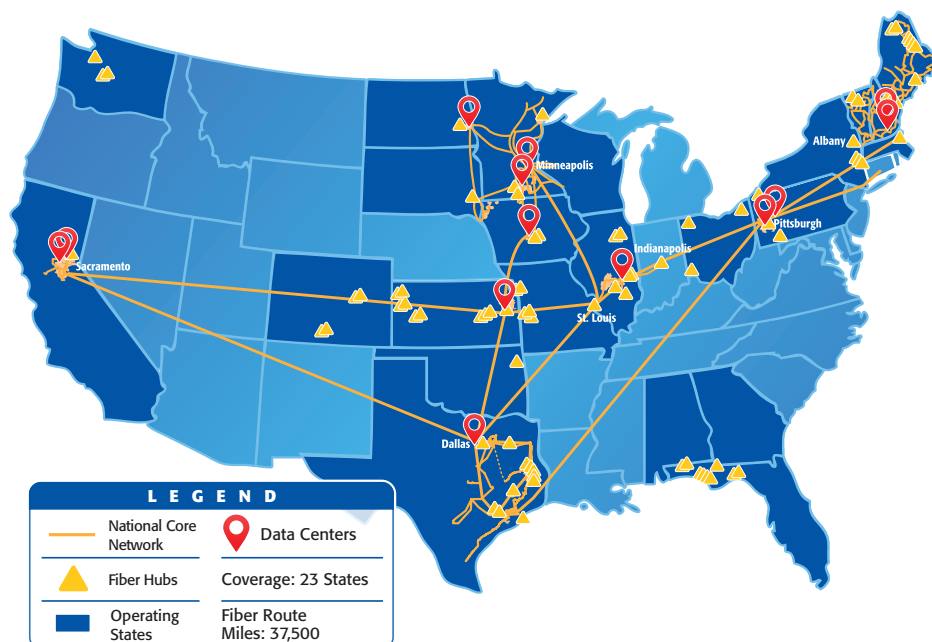 Albany
Minneapolis
Pittsburgh
Indianapolis
Sacramento
St. Louis
Dallas
LEGEND
National Core
Network
Data Centers
Fiber Hubs
Coverage: 23 States
Operating
States
Fiber Route
Miles: 37,500